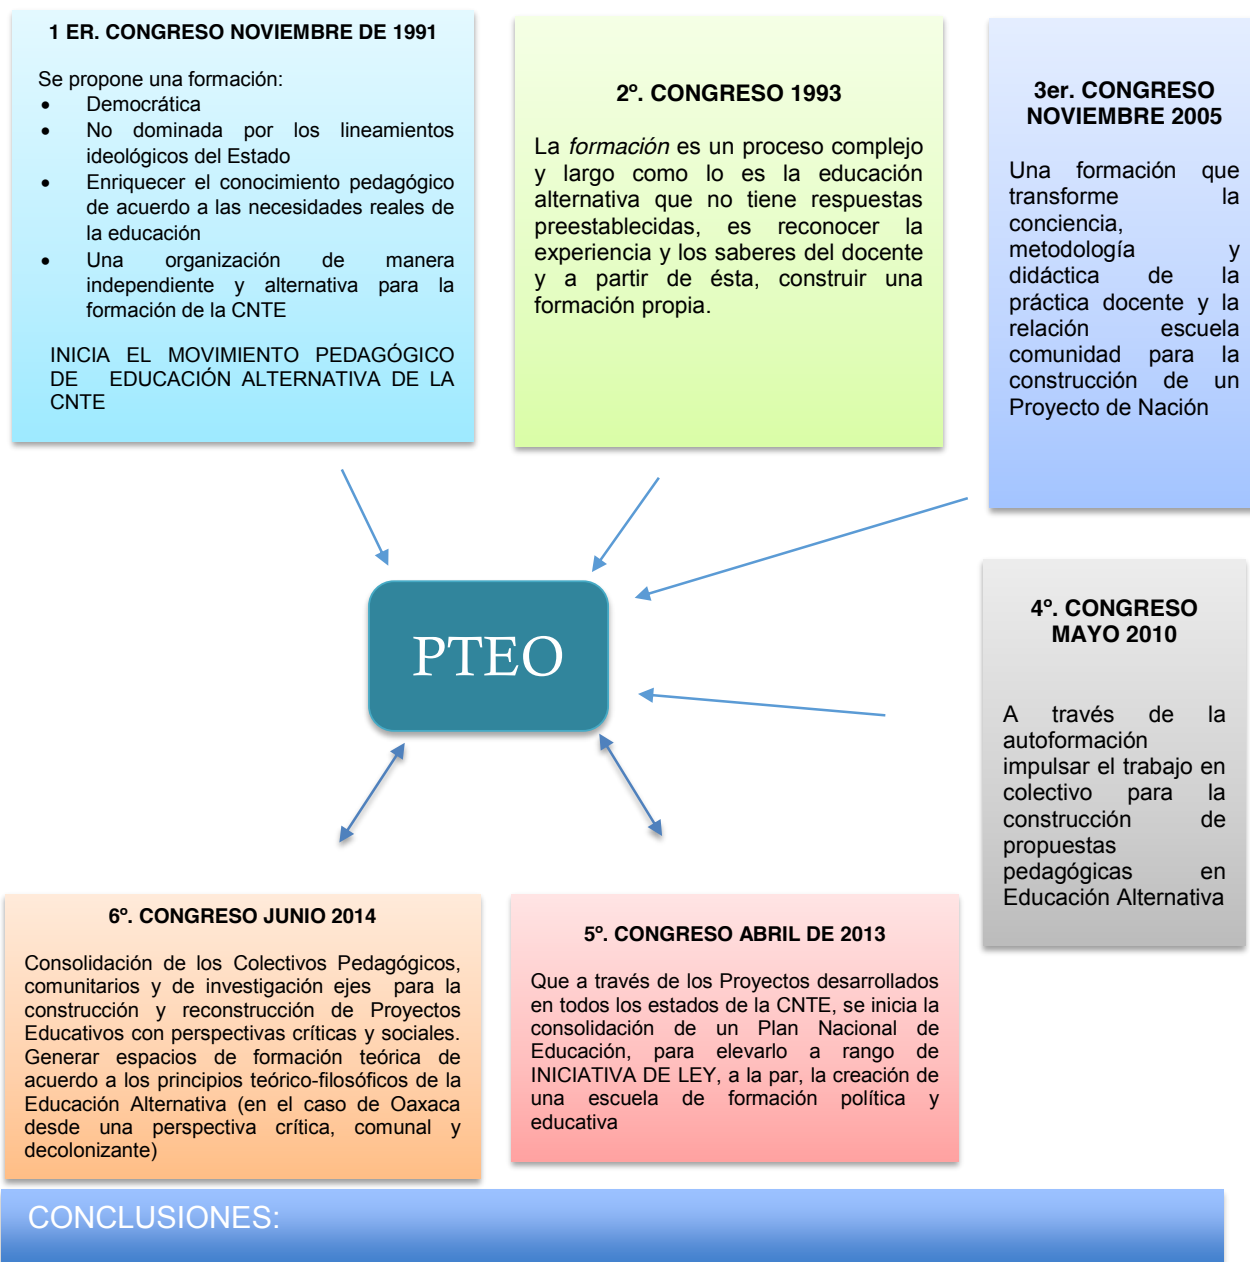 1 ER. CONGRESO NOVIEMBRE DE 1991
Se propone una formación:
• Democrática
• No dominada por los lineamientos
ideológicos del Estado
• Enriquecer el conocimiento pedagógico
de acuerdo a las necesidades reales de
la educación
• Una organización de manera
independiente y alternativa para la
formación de la CNTE
INICIA EL MOVIMIENTO PEDAGÓGICO
DE EDUCACIÓN ALTERNATIVA DE LA
CNTE
2º. CONGRESO 1993
La formación es un proceso complejo
y largo como lo es la educación
alternativa que no tiene respuestas
preestablecidas, es reconocer la
experiencia y los saberes del docente
y a partir de ésta, construir una
formación propia.
3er. CONGRESO
NOVIEMBRE 2005
Una formación que
transforme la
conciencia,
metodología y
didáctica de la
práctica docente y la
relación escuela
comunidad para la
construcción de un
Proyecto de Nación
PTEO
4º. CONGRESO
MAYO 2010
A través de la
autoformación
impulsar el trabajo en
colectivo para la
construcción de
propuestas
pedagógicas en
Educación Alternativa
6º. CONGRESO JUNIO 2014
Consolidación de los Colectivos Pedagógicos,
comunitarios y de investigación ejes para la
construcción y reconstrucción de Proyectos
Educativos con perspectivas críticas y sociales.
Generar espacios de formación teórica de
acuerdo a los principios teórico-filosóficos de la
Educación Alternativa (en el caso de Oaxaca
desde una perspectiva crítica, comunal y
decolonizante)
5º. CONGRESO ABRIL DE 2013
Que a través de los Proyectos desarrollados
en todos los estados de la CNTE, se inicia la
consolidación de un Plan Nacional de
Educación, para elevarlo a rango de
INICIATIVA DE LEY, a la par, la creación de
una escuela de formación política y
educativa
CONCLUSIONES: